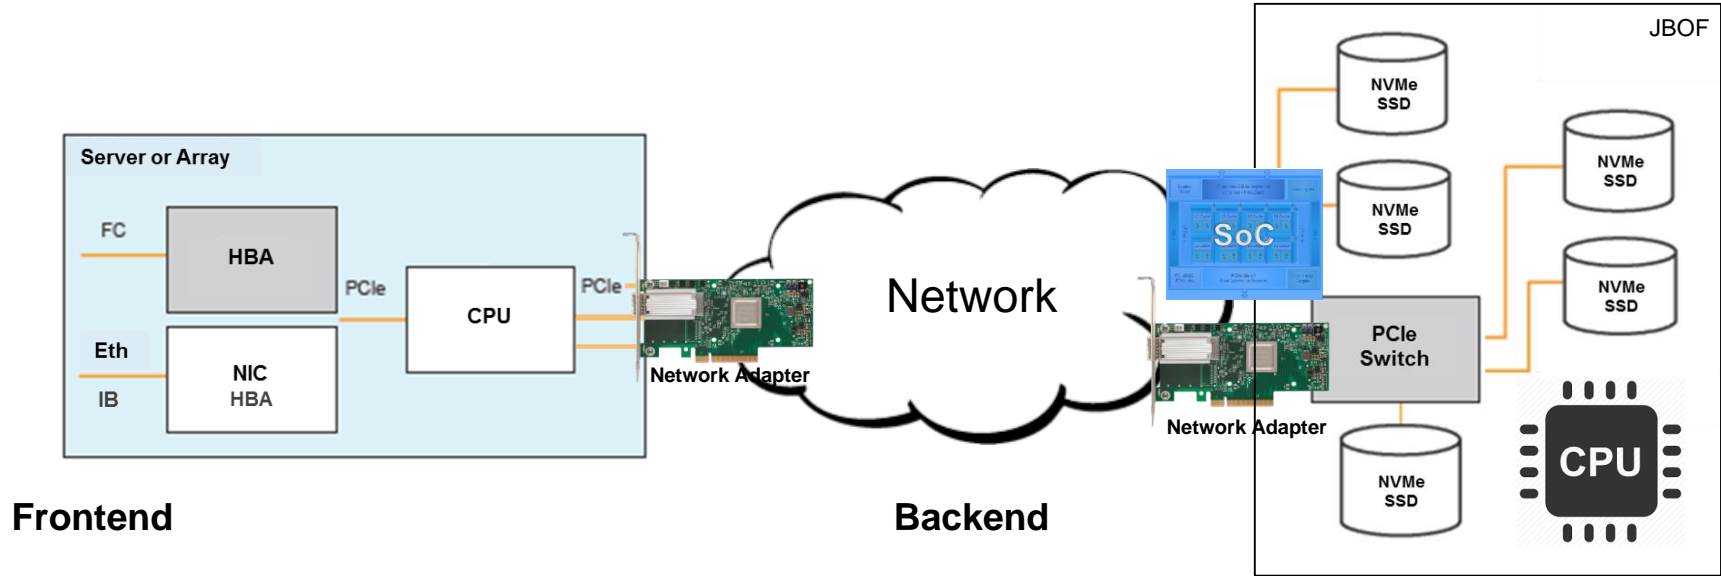 JBOF
NVMe
SSD
NVMe
SSD
NVMe
SSD
NVMe
SSD
Server or Array
FC
HBA
PCIe
CPU
PCIe
Eth
IB
NIC
HBA
Network Adapter
Network
SoC
PCIe
Switch
Network Adapter
NVMe
SSD
CPU
Frontend
Backend